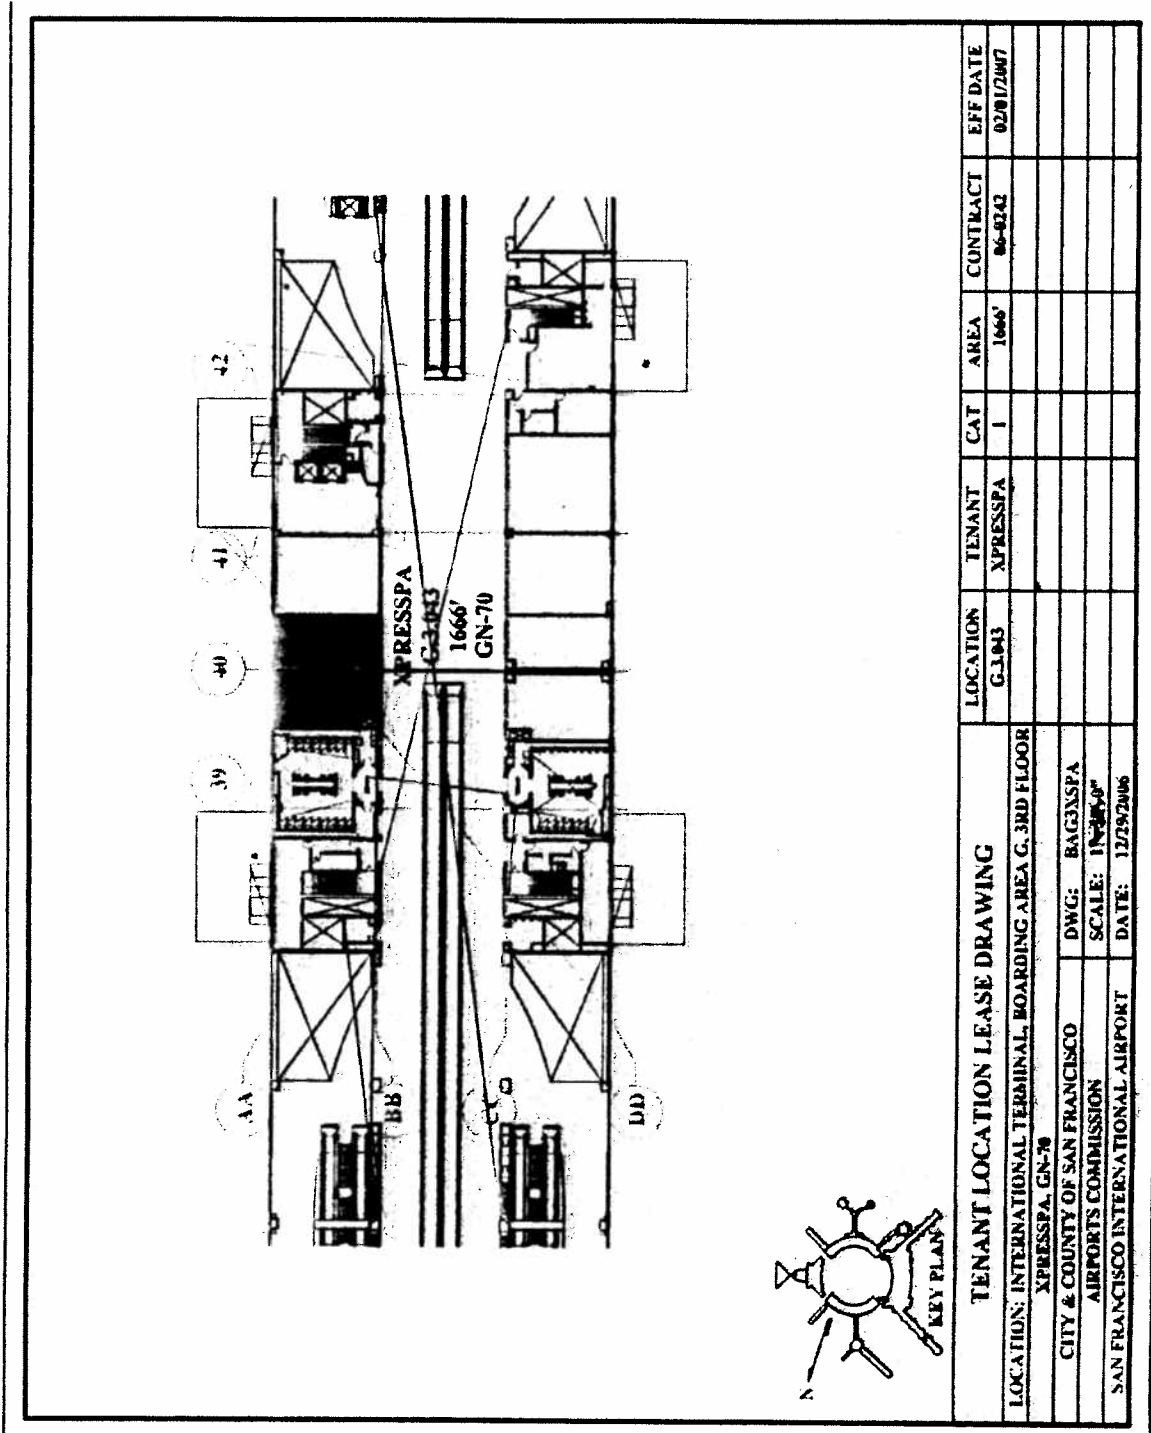 42
41
40
39
XPRESSPA
G.3.043
1666'
GN-70
AA
BB
DD
N
KEY PLAN
LOCATION TENANT CAT AREA CONTRACT EFF DATE
G.3.043 XPRESSPA 1 1666' 06-0242 02/01/2007
TENANT LOCATION LEASE DRAWING
LOCATION: INTERNATIONAL TERMINAL, BOARDING AREA G, 3RD FLOOR
XPRESSPA, GN-70
CITY & COUNTY OF SAN FRANCISCO DWG: BAG3XSPA
AIRPORTS COMMISSION SCALE:
SAN FRANCISCO INTERNATIONAL AIRPORT DATE: 12/29/2006